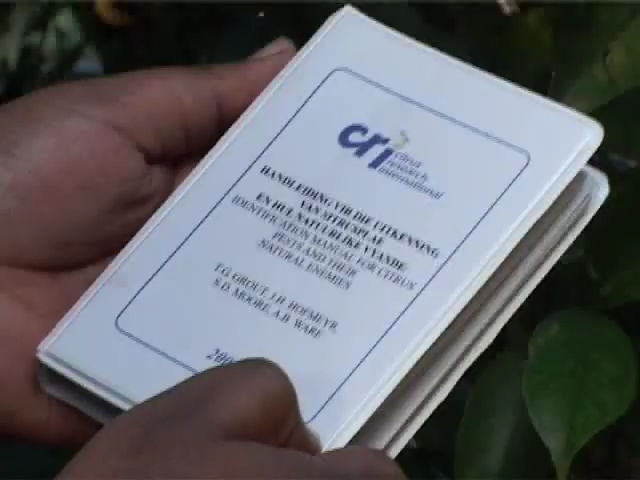 cri
citrus
research
international
HANDLEIDING VIR DIE UITKENNING
VAN SITRUSPLAE
EN HUL NATUURLIKE VYANDE
IDENTIFICATION MANUAL FOR CITRUS
PESTS AND THEIR
NATURAL ENEMIES
T.G. GROUT, J.H. HOFMEYR,
S.D. MOORE, A.B. WARE